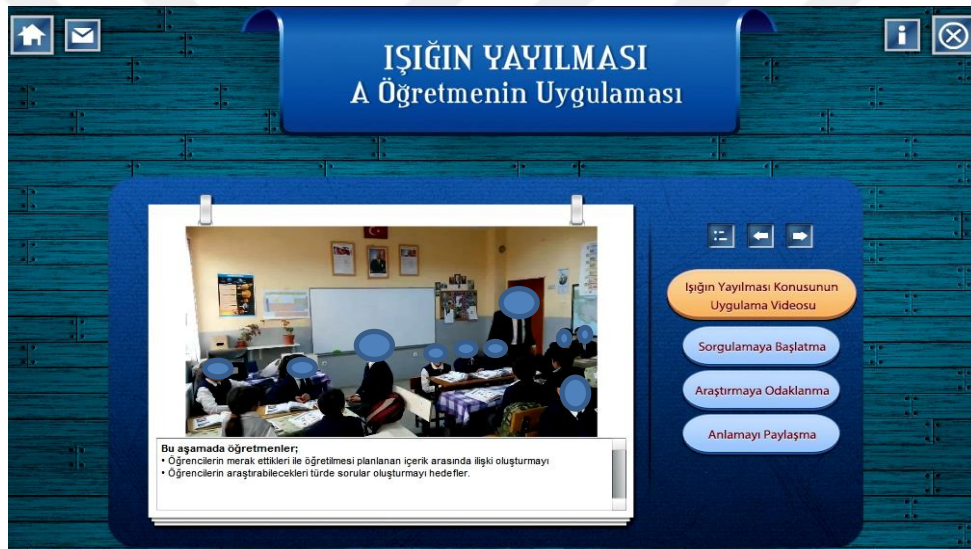 IŞIĞIN YAYILMASI
A Öğretmenin Uygulaması
Işığın Yayılması Konusunun
Uygulama Videosu
Sorgulamaya Başlatma
Araştırmaya Odaklanma
Anlamayı Paylaşma
Bu aşamada öğretmenler;
• Öğrencilerin merak ettikleri ile öğretilmesi planlanan içerik arasında ilişki oluşturmayı
• Öğrencilerin araştırabilecekleri türde sorular oluşturmayı hedefler.